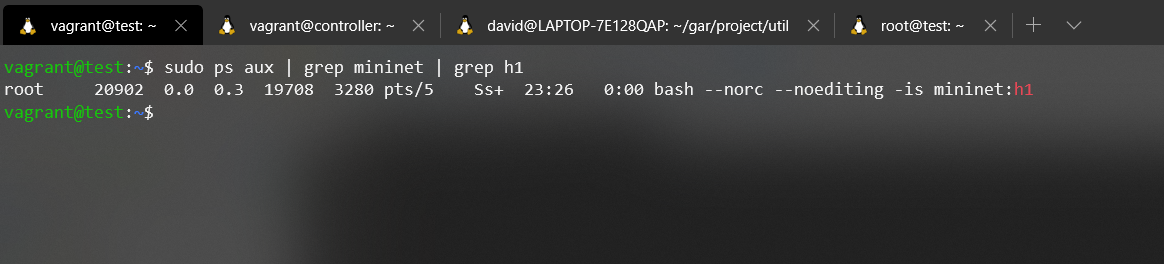 vagrant@test: ~ vagrant@controller: ~ david@LAPTOP-7E128QAP: ~/gar/project/util root@test: ~
vagrant@test:~$ sudo ps aux | grep mininet | grep h1
root     20902  0.0  0.3  19708  3280 pts/5    Ss+  23:26   0:00 bash --norc --noediting -is mininet:h1
vagrant@test:~$